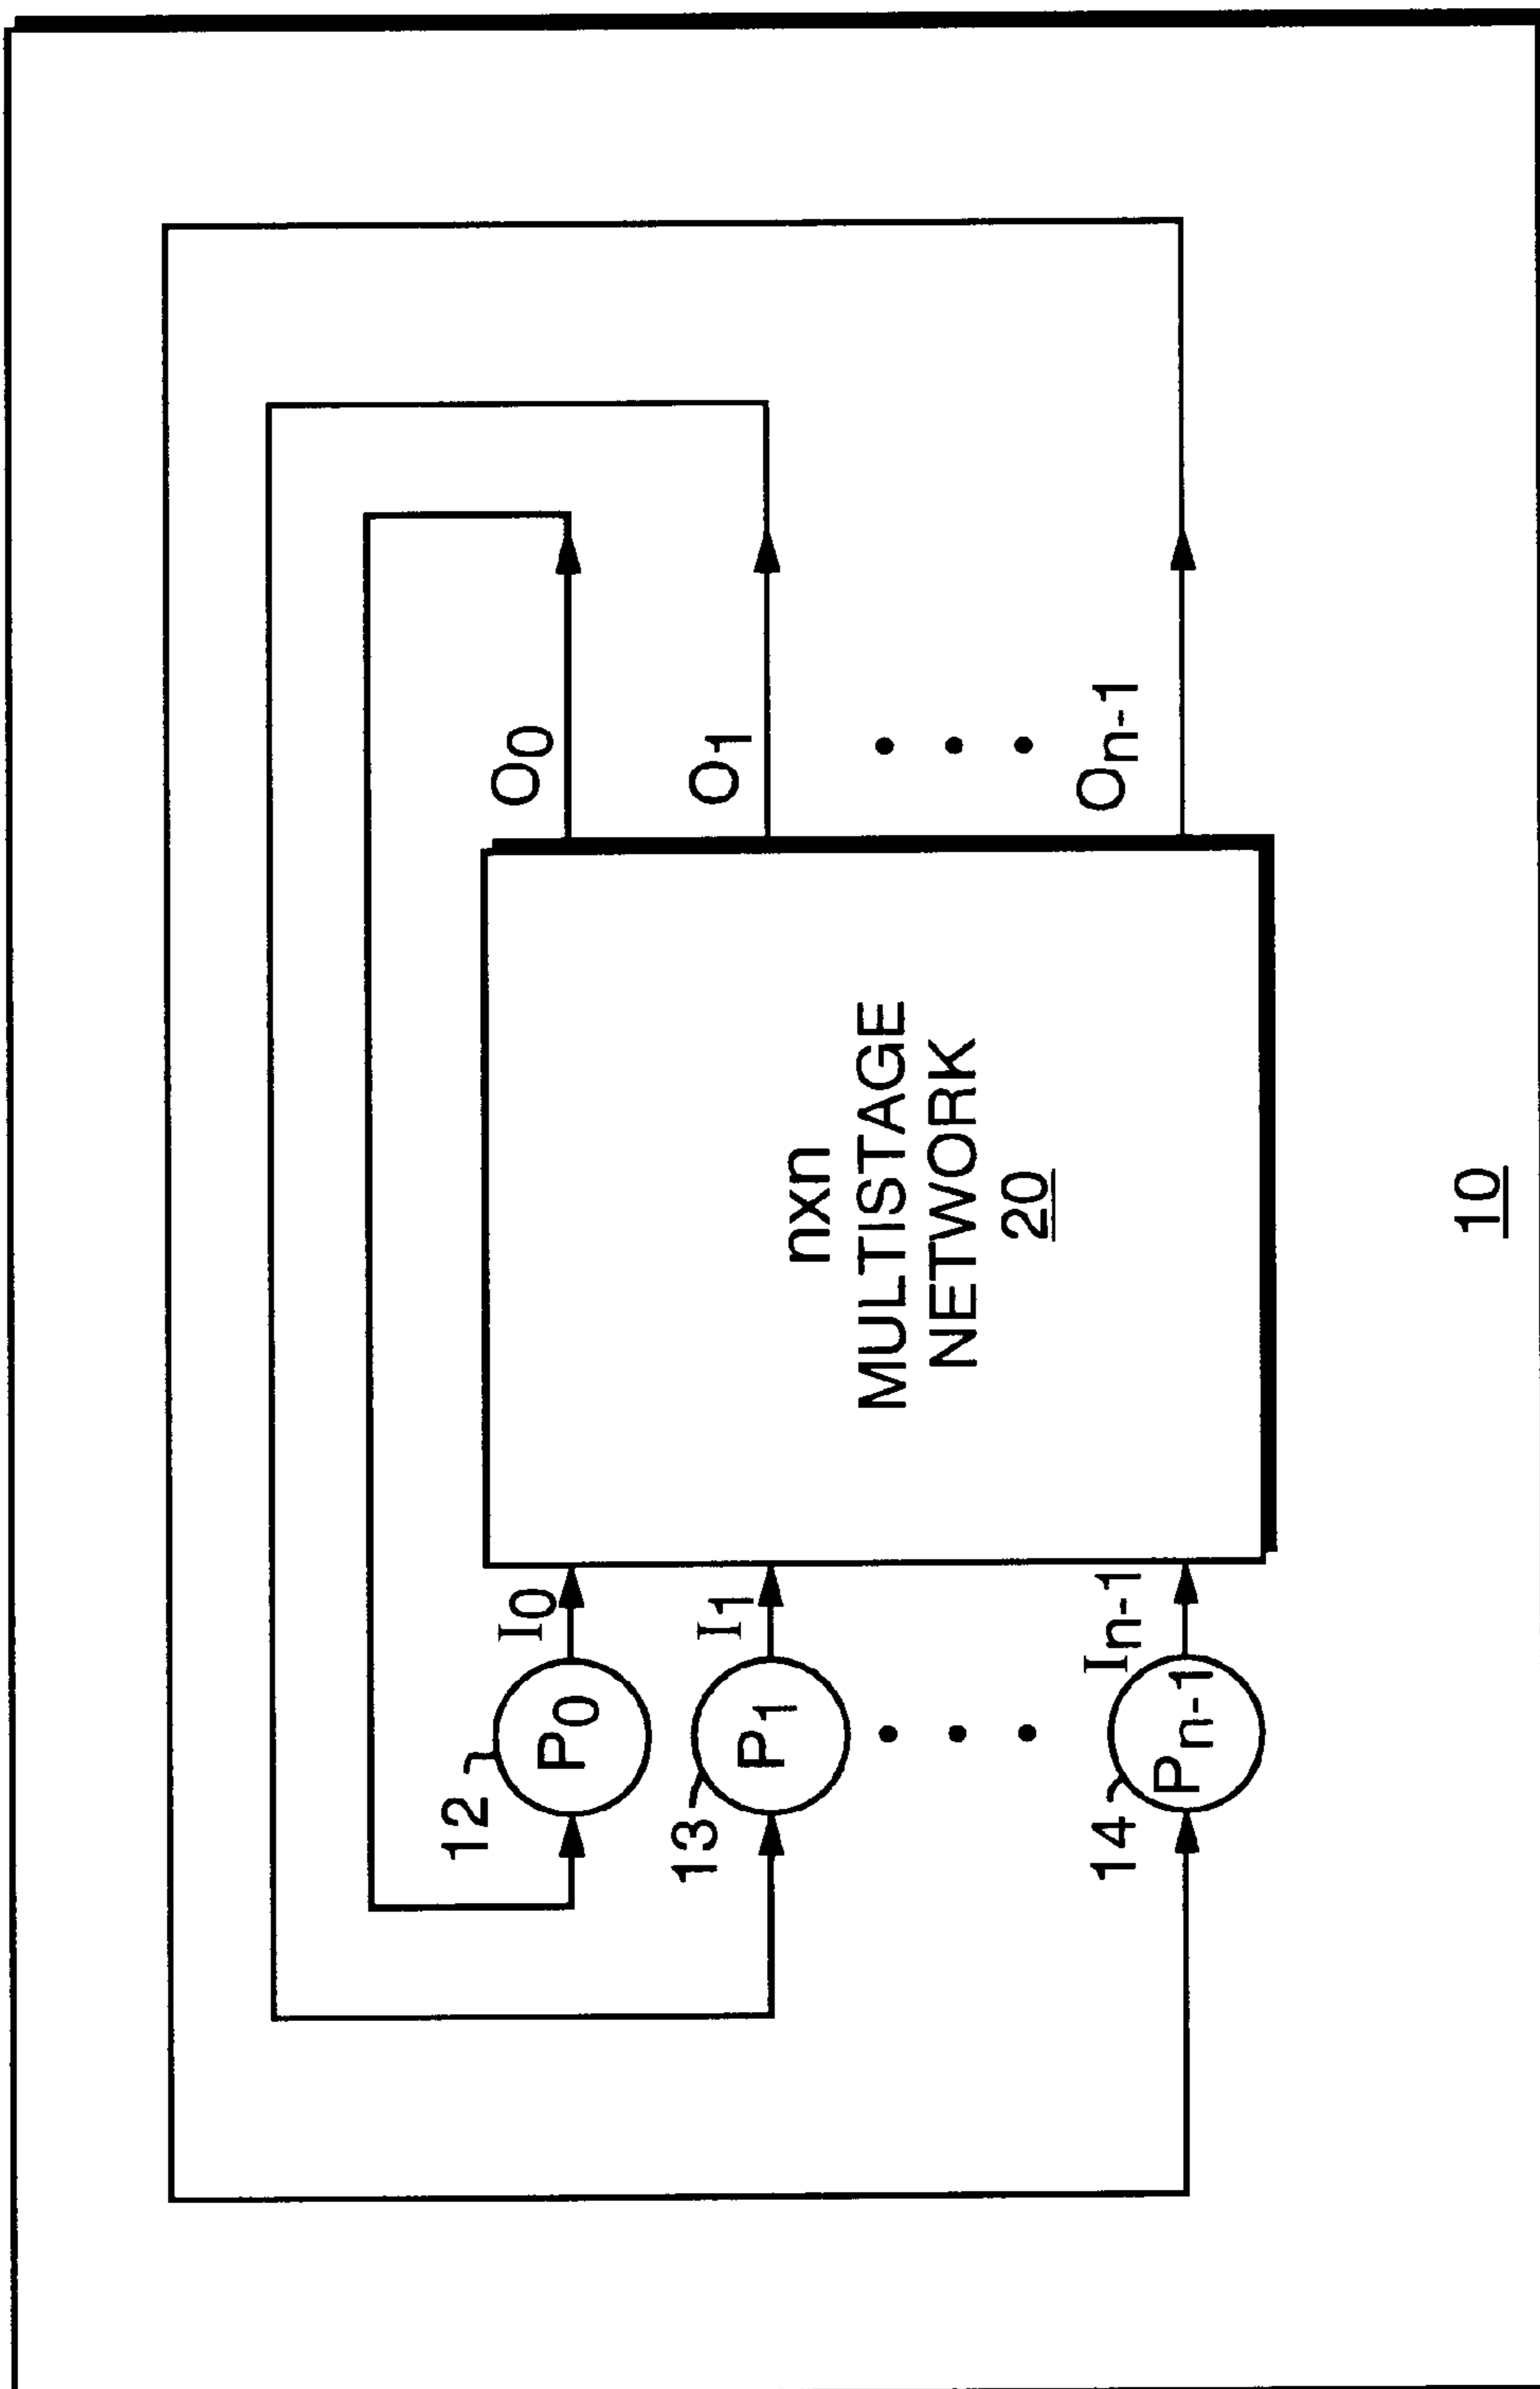 12
P0
I0
O0
13
P1
I1
O1
nxn
MULTISTAGE
NETWORK
20
14
Pn-1
In-1
On-1
10